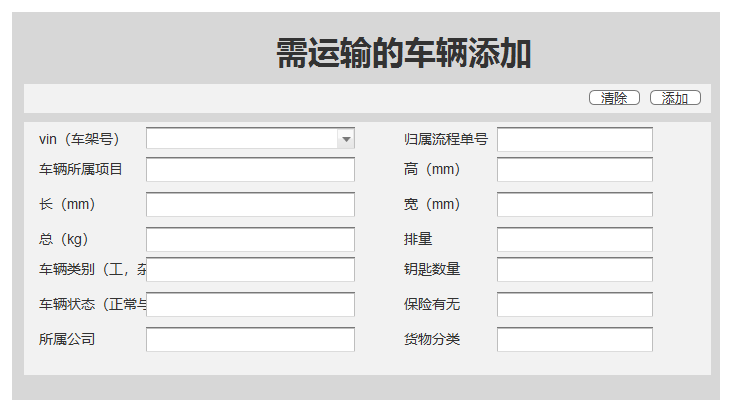 需运输的车辆添加
清除 添加
vin（车架号） 归属流程单号
车辆所属项目 高（mm）
长（mm） 宽（mm）
总（kg） 排量
车辆类别（工，杂 钥匙数量
车辆状态（正常与 保险有无
所属公司 货物分类